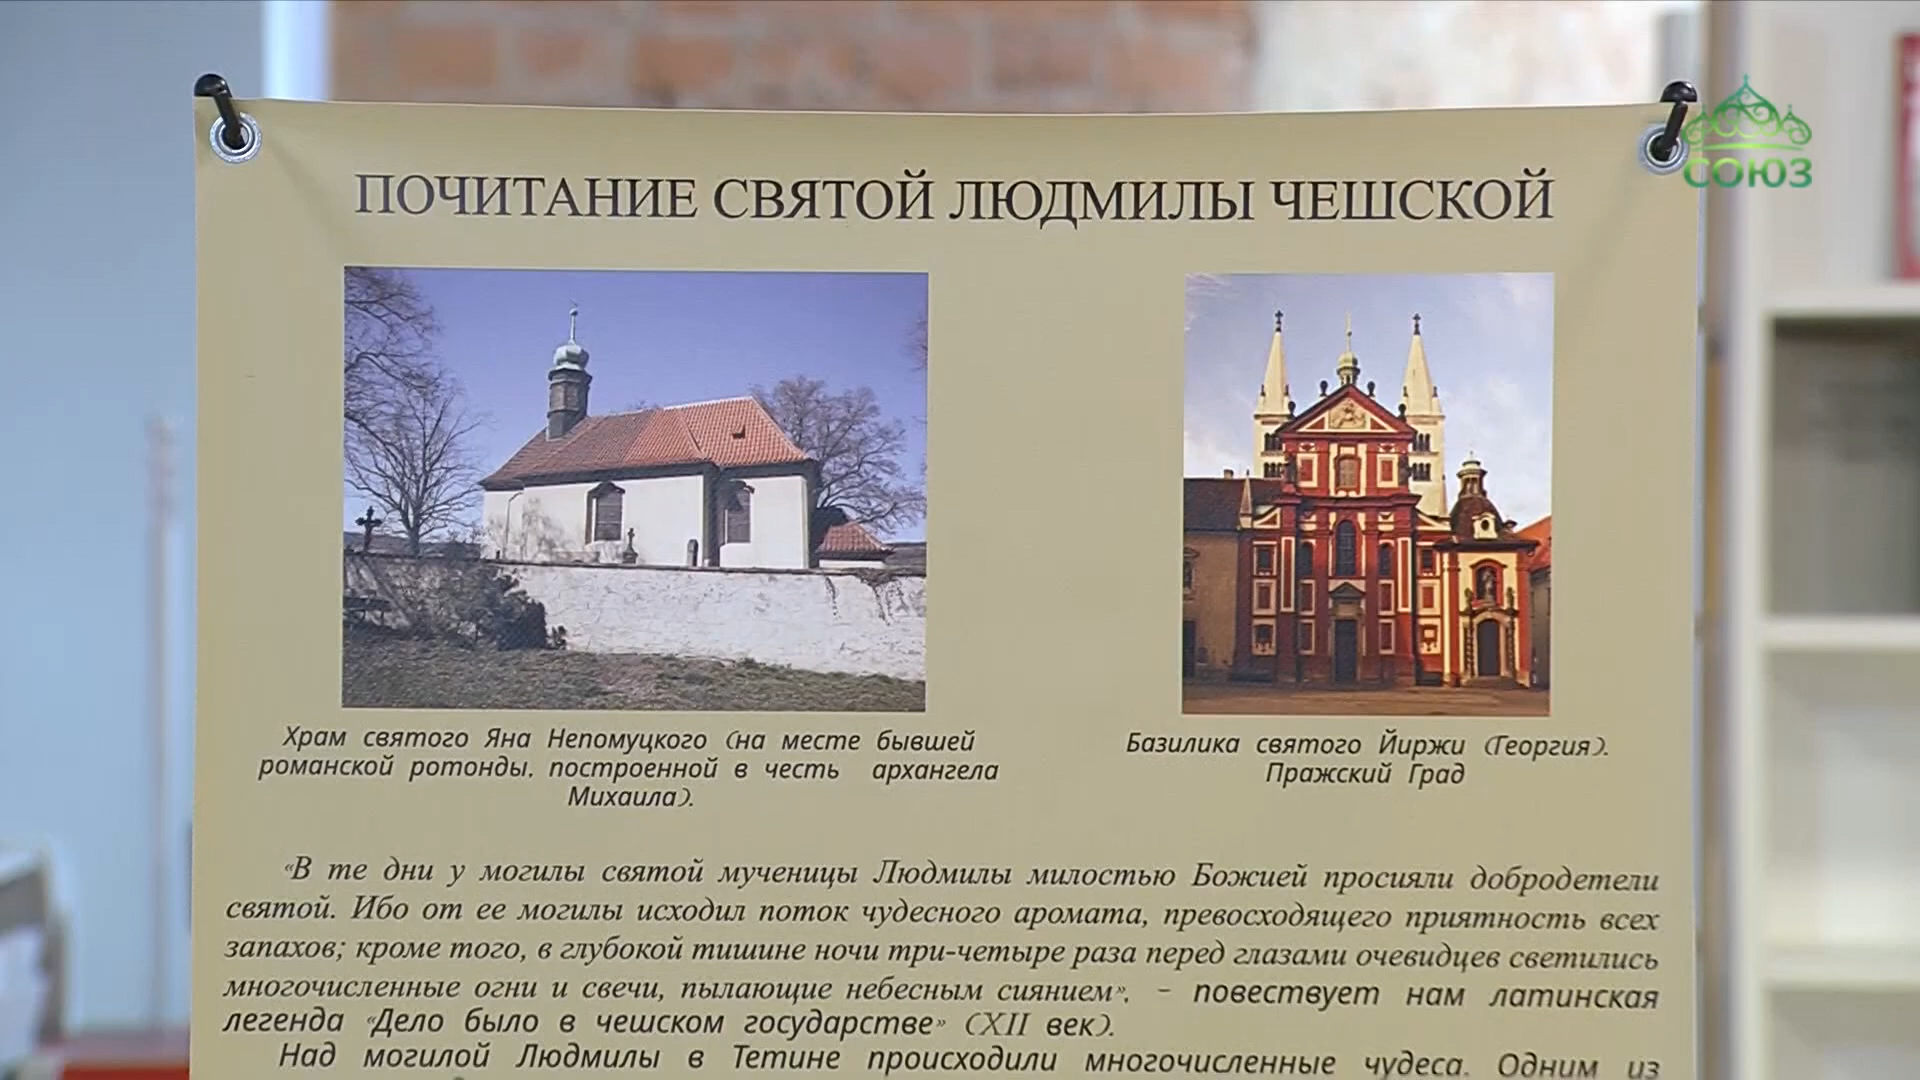 СОЮЗ
ПОЧИТАНИЕ СВЯТОЙ ЛЮДМИЛЫ ЧЕШСКОЙ
Храм святого Яна Непомуцкого (на месте бывшей
романской ротонды, построенной в честь архангела
Михаила).
Базилика святого Йиржи (Георгия).
Пражский Град
«В те дни у могилы святой мученицы Людмилы милостью Божией просияли добродетели
святой. Ибо от ее могилы исходил поток чудесного аромата, превосходящего приятность всех
запахов; кроме того, в глубокой тишине ночи три-четыре раза перед глазами очевидцев светились
многочисленные огни и свечи, пылающие небесным сиянием», - повествует нам латинская
легенда «Дело было в чешском государстве» (XII век).
Над могилой Людмилы в Тетине происходили многочисленные чудеса. Одним из